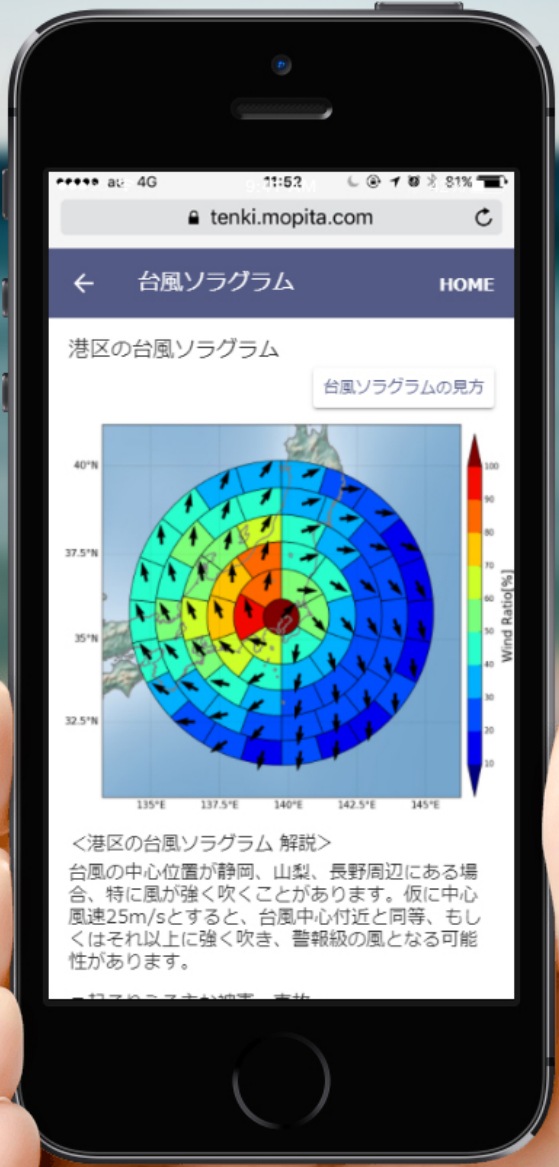 au 4G 11:52 81%
tenki.mopita.com
台風ソラグラム HOME
港区の台風ソラグラム
台風ソラグラムの見方
40°N
37.5°N
35°N
32.5°N
135°E 137.5°E 140°E 142.5°E 145°E
100
90
80
70
60
50
40
30
20
10
Wind Ratio[%]
<港区の台風ソラグラム 解説>
台風の中心位置が静岡、山梨、長野周辺にある場
合、特に風が強く吹くことがあります。仮に中心
風速25m/sとすると、台風中心付近と同等、もし
くはそれ以上に強く吹き、警報級の風となる可能
性があります。